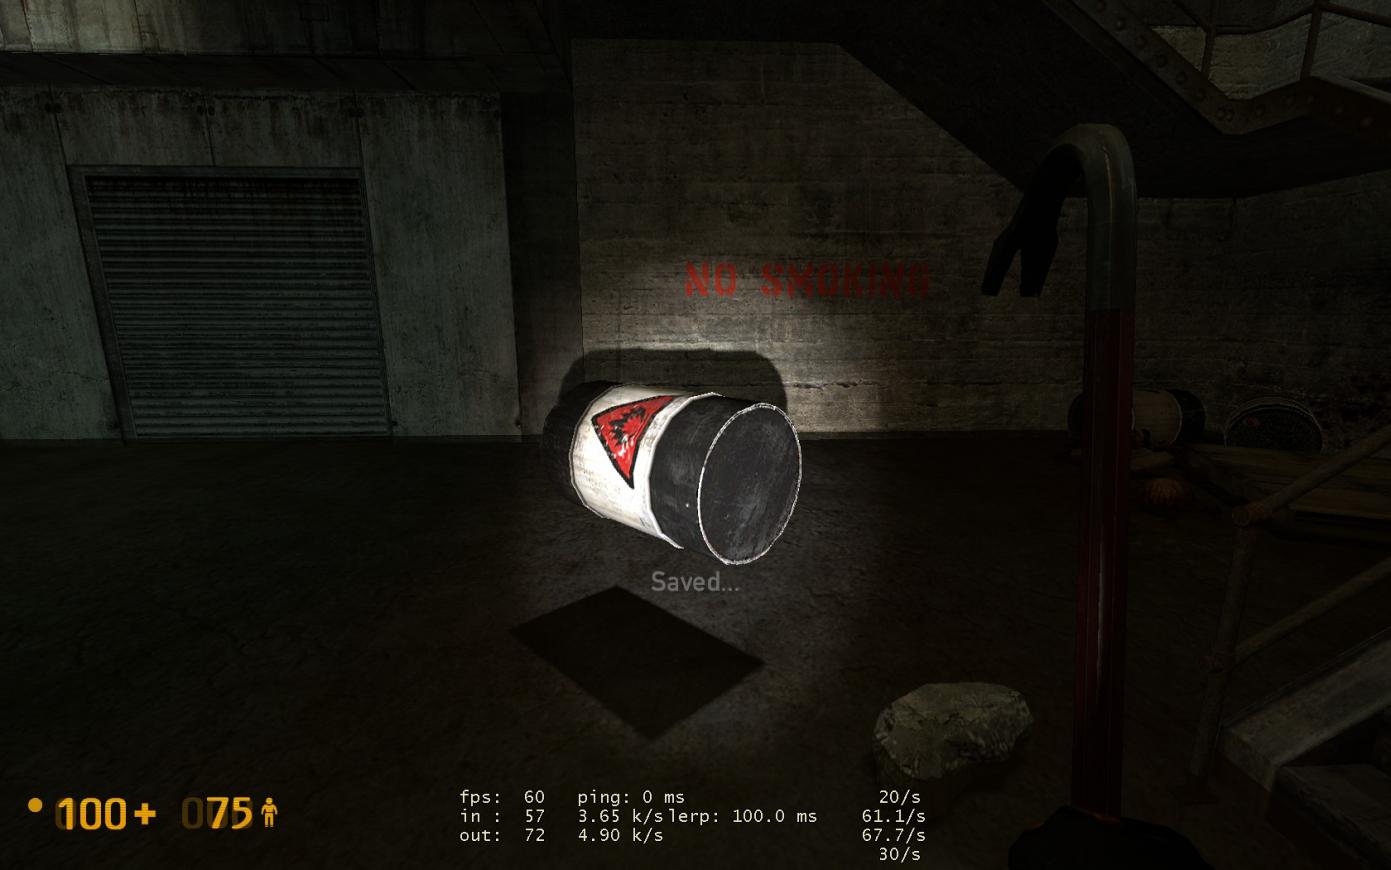 NO SMOKING
Saved...
100+ 075
fps: 60 ping: 0 ms 20/s
in : 57 3.65 k/s lerp: 100.0 ms 61.1/s
out: 72 4.90 k/s 67.7/s
30/s